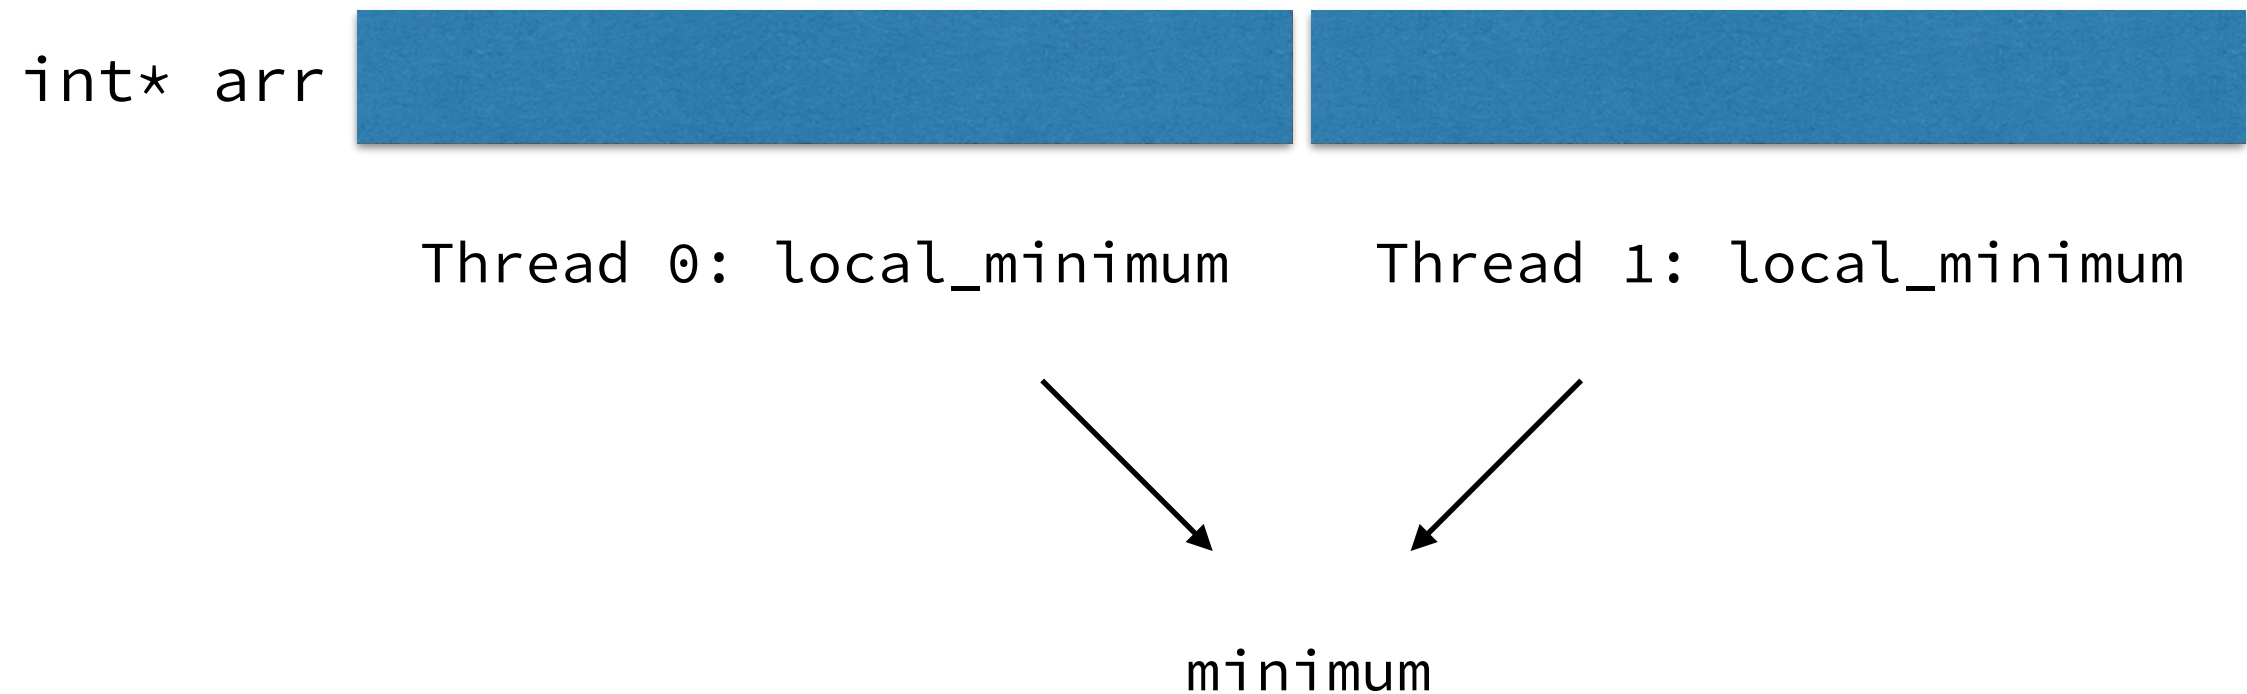 int* arr
Thread 0: local_minimum
Thread 1: local_minimum
minimum